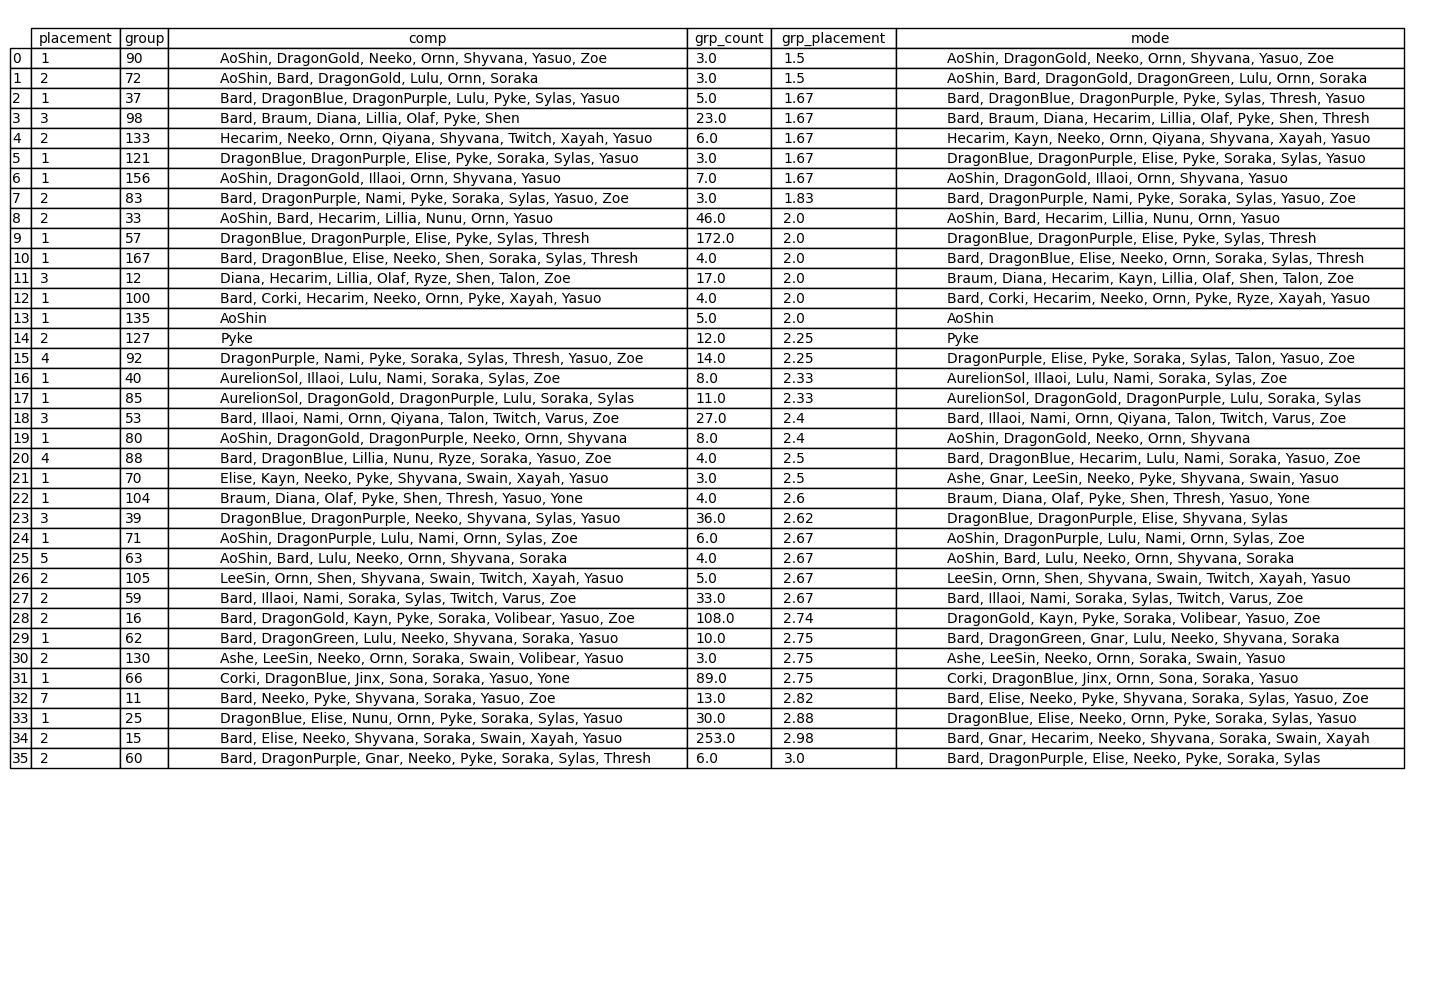 placement group comp grp_count grp_placement mode
0 1 90 AoShin, DragonGold, Neeko, Ornn, Shyvana, Yasuo, Zoe 3.0 1.5 AoShin, DragonGold, Neeko, Ornn, Shyvana, Yasuo, Zoe
1 2 72 AoShin, Bard, DragonGold, Lulu, Ornn, Soraka 3.0 1.5 AoShin, Bard, DragonGold, DragonGreen, Lulu, Ornn, Soraka
2 1 37 Bard, DragonBlue, DragonPurple, Lulu, Pyke, Sylas, Yasuo 5.0 1.67 Bard, DragonBlue, DragonPurple, Pyke, Sylas, Thresh, Yasuo
3 3 98 Bard, Braum, Diana, Lillia, Olaf, Pyke, Shen 23.0 1.67 Bard, Braum, Diana, Hecarim, Lillia, Olaf, Pyke, Shen, Thresh
4 2 133 Hecarim, Neeko, Ornn, Qiyana, Shyvana, Twitch, Xayah, Yasuo 6.0 1.67 Hecarim, Kayn, Neeko, Ornn, Qiyana, Shyvana, Xayah, Yasuo
5 1 121 DragonBlue, DragonPurple, Elise, Pyke, Soraka, Sylas, Yasuo 3.0 1.67 DragonBlue, DragonPurple, Elise, Pyke, Soraka, Sylas, Yasuo
6 1 156 AoShin, DragonGold, Illaoi, Ornn, Shyvana, Yasuo 7.0 1.67 AoShin, DragonGold, Illaoi, Ornn, Shyvana, Yasuo
7 2 83 Bard, DragonPurple, Nami, Pyke, Soraka, Sylas, Yasuo, Zoe 3.0 1.83 Bard, DragonPurple, Nami, Pyke, Soraka, Sylas, Yasuo, Zoe
8 2 33 AoShin, Bard, Hecarim, Lillia, Nunu, Ornn, Yasuo 46.0 2.0 AoShin, Bard, Hecarim, Lillia, Nunu, Ornn, Yasuo
9 1 57 DragonBlue, DragonPurple, Elise, Pyke, Sylas, Thresh 172.0 2.0 DragonBlue, DragonPurple, Elise, Pyke, Sylas, Thresh
10 1 167 Bard, DragonBlue, Elise, Neeko, Shen, Soraka, Sylas, Thresh 4.0 2.0 Bard, DragonBlue, Elise, Neeko, Ornn, Soraka, Sylas, Thresh
11 3 12 Diana, Hecarim, Lillia, Olaf, Ryze, Shen, Talon, Zoe 17.0 2.0 Braum, Diana, Hecarim, Kayn, Lillia, Olaf, Shen, Talon, Zoe
12 1 100 Bard, Corki, Hecarim, Neeko, Ornn, Pyke, Xayah, Yasuo 4.0 2.0 Bard, Corki, Hecarim, Neeko, Ornn, Pyke, Ryze, Xayah, Yasuo
13 1 135 AoShin 5.0 2.0 AoShin
14 2 127 Pyke 12.0 2.25 Pyke
15 4 92 DragonPurple, Nami, Pyke, Soraka, Sylas, Thresh, Yasuo, Zoe 14.0 2.25 DragonPurple, Elise, Pyke, Soraka, Sylas, Talon, Yasuo, Zoe
16 1 40 AurelionSol, Illaoi, Lulu, Nami, Soraka, Sylas, Zoe 8.0 2.33 AurelionSol, Illaoi, Lulu, Nami, Soraka, Sylas, Zoe
17 1 85 AurelionSol, DragonGold, DragonPurple, Lulu, Soraka, Sylas 11.0 2.33 AurelionSol, DragonGold, DragonPurple, Lulu, Soraka, Sylas
18 3 53 Bard, Illaoi, Nami, Ornn, Qiyana, Talon, Twitch, Varus, Zoe 27.0 2.4 Bard, Illaoi, Nami, Ornn, Qiyana, Talon, Twitch, Varus, Zoe
19 1 80 AoShin, DragonGold, DragonPurple, Neeko, Ornn, Shyvana 8.0 2.4 AoShin, DragonGold, Neeko, Ornn, Shyvana
20 4 88 Bard, DragonBlue, Lillia, Nunu, Ryze, Soraka, Yasuo, Zoe 4.0 2.5 Bard, DragonBlue, Hecarim, Lulu, Nami, Soraka, Yasuo, Zoe
21 1 70 Elise, Kayn, Neeko, Pyke, Shyvana, Swain, Xayah, Yasuo 3.0 2.5 Ashe, Gnar, LeeSin, Neeko, Pyke, Shyvana, Swain, Yasuo
22 1 104 Braum, Diana, Olaf, Pyke, Shen, Thresh, Yasuo, Yone 4.0 2.6 Braum, Diana, Olaf, Pyke, Shen, Thresh, Yasuo, Yone
23 3 39 DragonBlue, DragonPurple, Neeko, Shyvana, Sylas, Yasuo 36.0 2.62 DragonBlue, DragonPurple, Elise, Shyvana, Sylas
24 1 71 AoShin, DragonPurple, Lulu, Nami, Ornn, Sylas, Zoe 6.0 2.67 AoShin, DragonPurple, Lulu, Nami, Ornn, Sylas, Zoe
25 5 63 AoShin, Bard, Lulu, Neeko, Ornn, Shyvana, Soraka 4.0 2.67 AoShin, Bard, Lulu, Neeko, Ornn, Shyvana, Soraka
26 2 105 LeeSin, Ornn, Shen, Shyvana, Swain, Twitch, Xayah, Yasuo 5.0 2.67 LeeSin, Ornn, Shen, Shyvana, Swain, Twitch, Xayah, Yasuo
27 2 59 Bard, Illaoi, Nami, Soraka, Sylas, Twitch, Varus, Zoe 33.0 2.67 Bard, Illaoi, Nami, Soraka, Sylas, Twitch, Varus, Zoe
28 2 16 Bard, DragonGold, Kayn, Pyke, Soraka, Volibear, Yasuo, Zoe 108.0 2.74 DragonGold, Kayn, Pyke, Soraka, Volibear, Yasuo, Zoe
29 1 62 Bard, DragonGreen, Lulu, Neeko, Shyvana, Soraka, Yasuo 10.0 2.75 Bard, DragonGreen, Gnar, Lulu, Neeko, Shyvana, Soraka
30 2 130 Ashe, LeeSin, Neeko, Ornn, Soraka, Swain, Volibear, Yasuo 3.0 2.75 Ashe, LeeSin, Neeko, Ornn, Soraka, Swain, Yasuo
31 1 66 Corki, DragonBlue, Jinx, Sona, Soraka, Yasuo, Yone 89.0 2.75 Corki, DragonBlue, Jinx, Ornn, Sona, Soraka, Yasuo
32 7 11 Bard, Neeko, Pyke, Shyvana, Soraka, Yasuo, Zoe 13.0 2.82 Bard, Elise, Neeko, Pyke, Shyvana, Soraka, Sylas, Yasuo, Zoe
33 1 25 DragonBlue, Elise, Nunu, Ornn, Pyke, Soraka, Sylas, Yasuo 30.0 2.88 DragonBlue, Elise, Neeko, Ornn, Pyke, Soraka, Sylas, Yasuo
34 2 15 Bard, Elise, Neeko, Shyvana, Soraka, Swain, Xayah, Yasuo 253.0 2.98 Bard, Gnar, Hecarim, Neeko, Shyvana, Soraka, Swain, Xayah
35 2 60 Bard, DragonPurple, Gnar, Neeko, Pyke, Soraka, Sylas, Thresh 6.0 3.0 Bard, DragonPurple, Elise, Neeko, Pyke, Soraka, Sylas